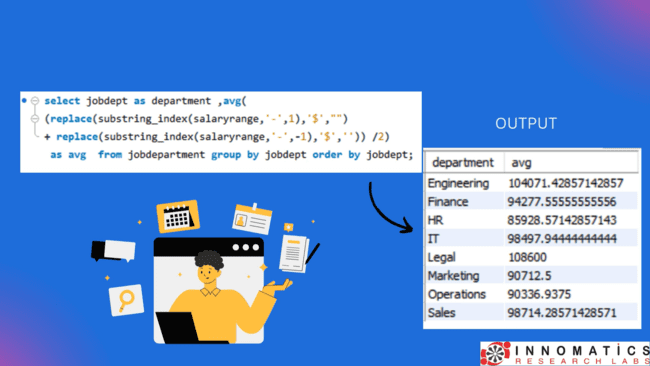 select jobdept as department ,avg(
(replace(substring_index(salaryrange,'-',1),'$',"")
+ replace(substring_index(salaryrange,'-',-1),'$','')) /2)
as avg from jobdepartment group by jobdept order by jobdept;
OUTPUT
department avg
Engineering 104071.42857142857
Finance 94277.55555555556
HR 85928.57142857143
IT 98497.94444444444
Legal 108600
Marketing 90712.5
Operations 90336.9375
Sales 98714.28571428571
INNOMATICS
RESEARCH LABS